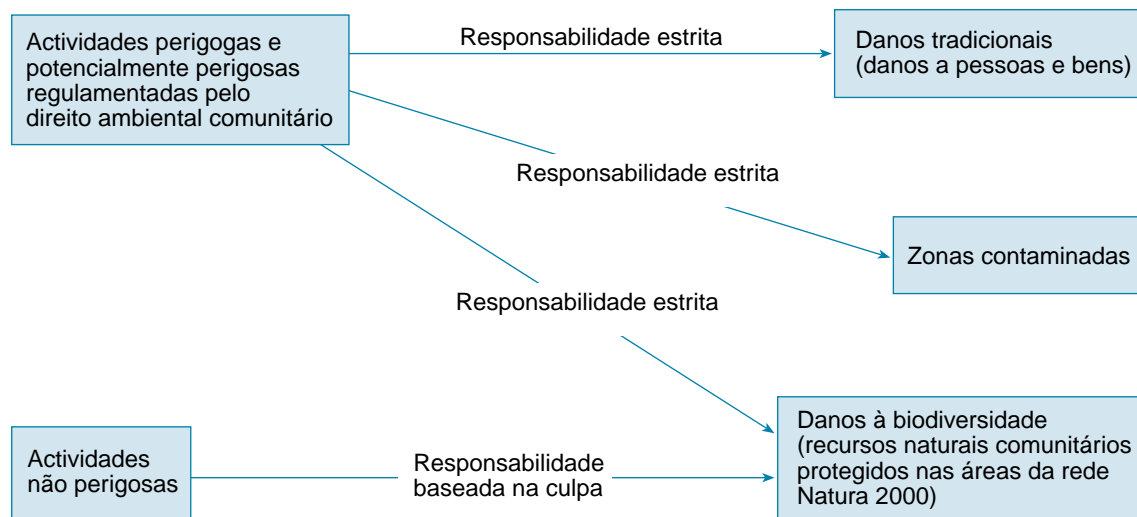 Actividades perigogas e
potencialmente perigosas
regulamentadas pelo
direito ambiental comunitário
Responsabilidade estrita
Danos tradicionais
(danos a pessoas e bens)
Responsabilidade estrita
Zonas contaminadas
Responsabilidade estrita
Danos à biodiversidade
(recursos naturais comunitários
protegidos nas áreas da rede
Natura 2000)
Actividades
não perigosas
Responsabilidade
baseada na culpa